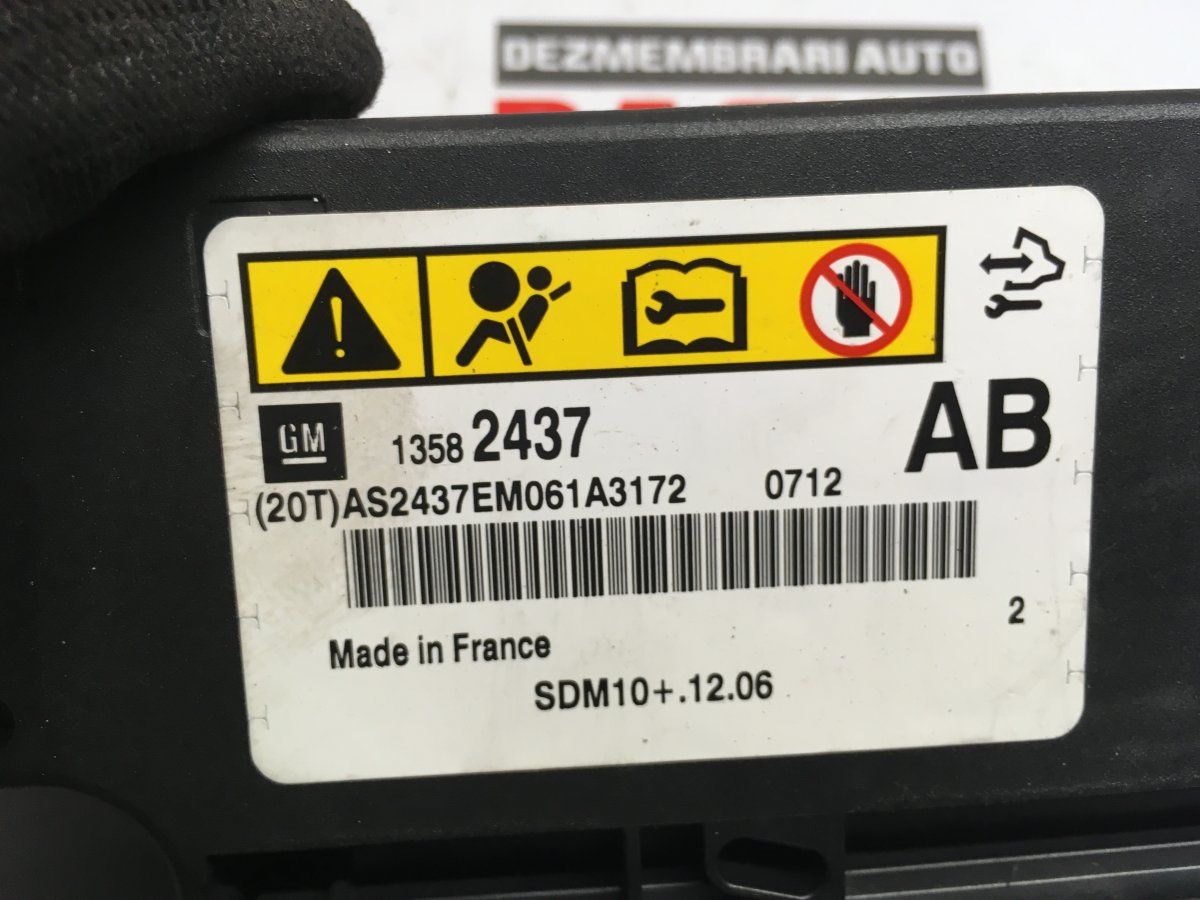 DEZMEMBRARI AUTO
GM
1358 2437
AB
(20T)AS2437EM061A3172 0712
2
Made in France
SDM10+.12.06